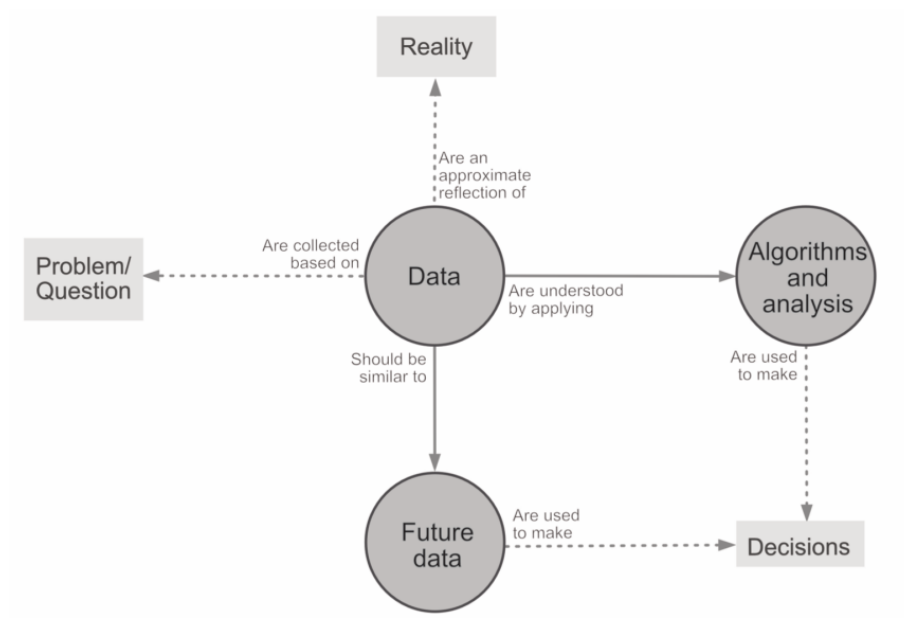 Reality
Are an
approximate
reflection of
Are collected
based on
Problem/
Question
Data
Are understood
by applying
Algorithms
and
analysis
Should be
similar to
Are used
to make
Future
data
Are used
to make
Decisions